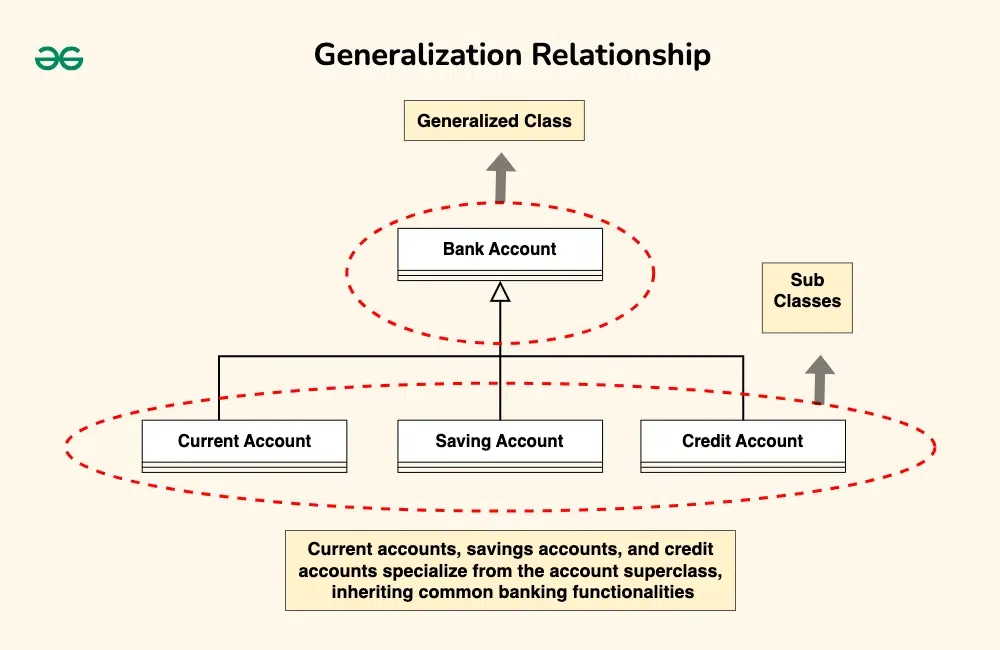 Generalization Relationship
Generalized Class
Bank Account
Sub
Classes
Current Account
Saving Account
Credit Account
Current accounts, savings accounts, and credit
accounts specialize from the account superclass,
inheriting common banking functionalities